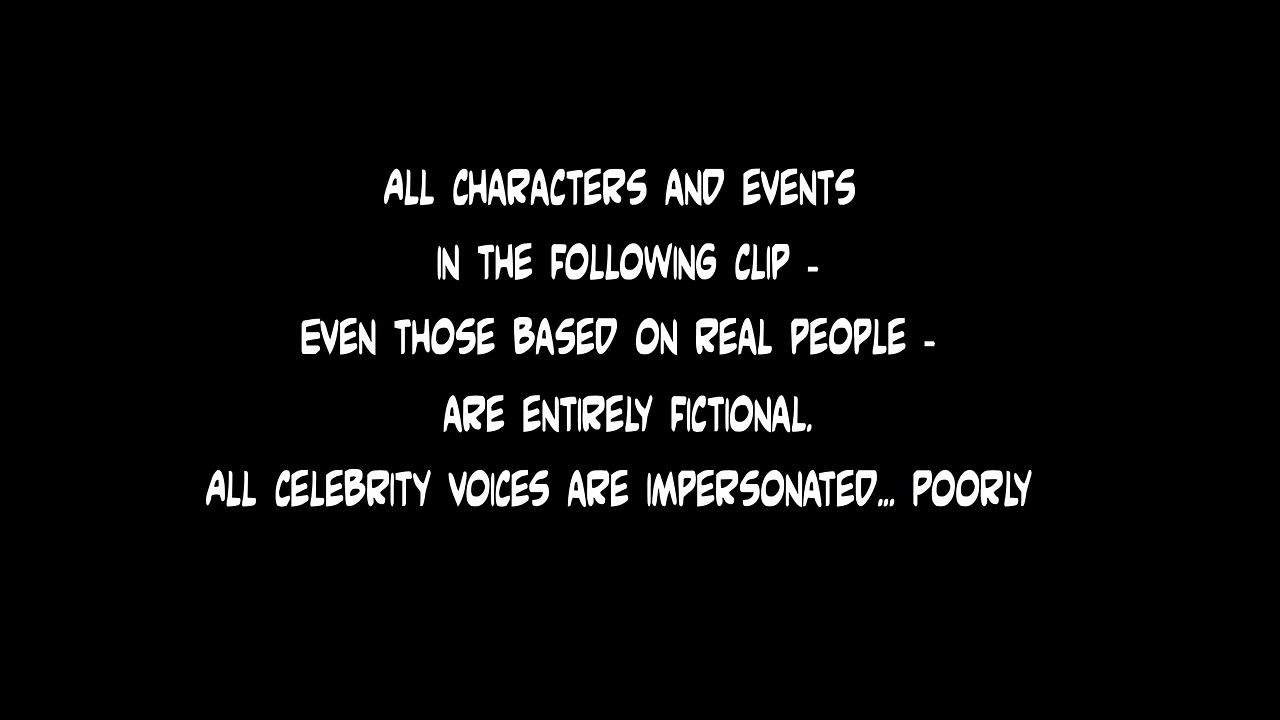 ALL CHARACTERS AND EVENTS
IN THE FOLLOWING CLIP -
EVEN THOSE BASED ON REAL PEOPLE -
ARE ENTIRELY FICTIONAL.
ALL CELEBRITY VOICES ARE IMPERSONATED... POORLY